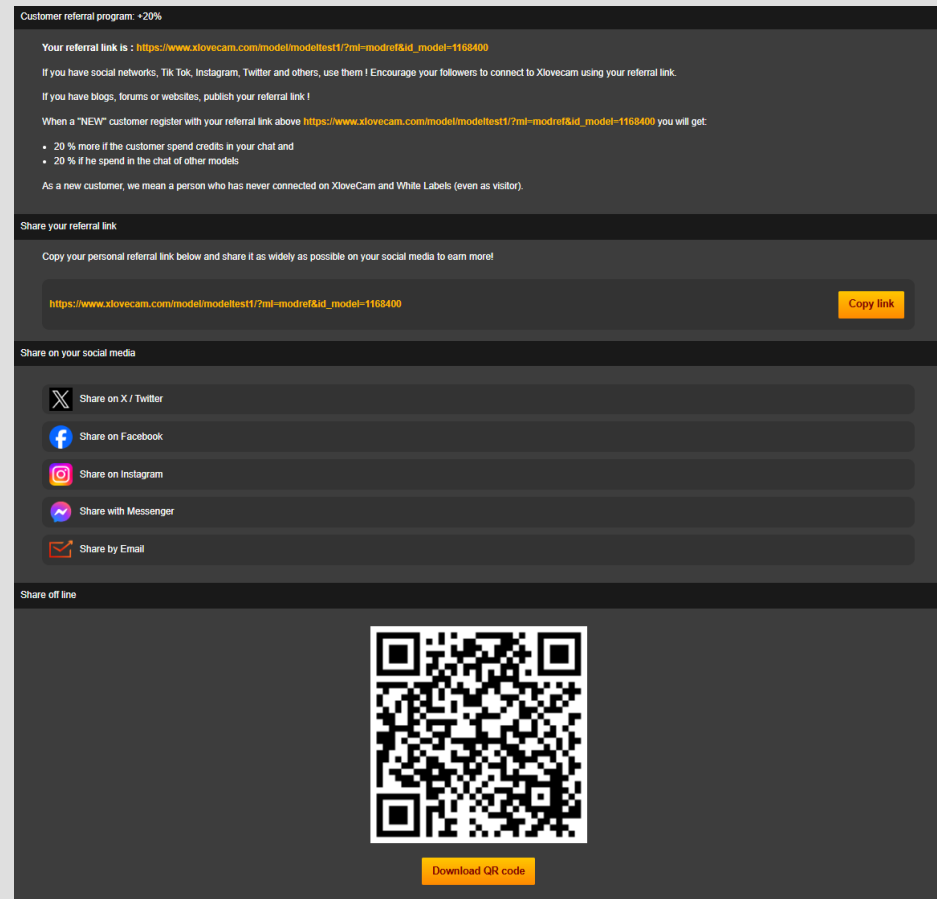 Customer referral program: +20%
Your referral link is : https://www.xlovecam.com/model/modeltest1/?ml=modref&id_model=1168400
If you have social networks, Tik Tok, Instagram, Twitter and others, use them ! Encourage your followers to connect to Xlovecam using your referral link.
If you have blogs, forums or websites, publish your referral link !
When a "NEW" customer register with your referral link above https://www.xlovecam.com/model/modeltest1/?ml=modref&id_model=1168400 you will get:
• 20 % more if the customer spend credits in your chat and
• 20 % if he spend in the chat of other models
As a new customer, we mean a person who has never connected on XloveCam and White Labels (even as visitor).
Share your referral link
Copy your personal referral link below and share it as widely as possible on your social media to earn more!
https://www.xlovecam.com/model/modeltest1/?ml=modref&id_model=1168400
Copy link
Share on your social media
Share on X / Twitter
Share on Facebook
Share on Instagram
Share with Messenger
Share by Email
Share off line
Download QR code